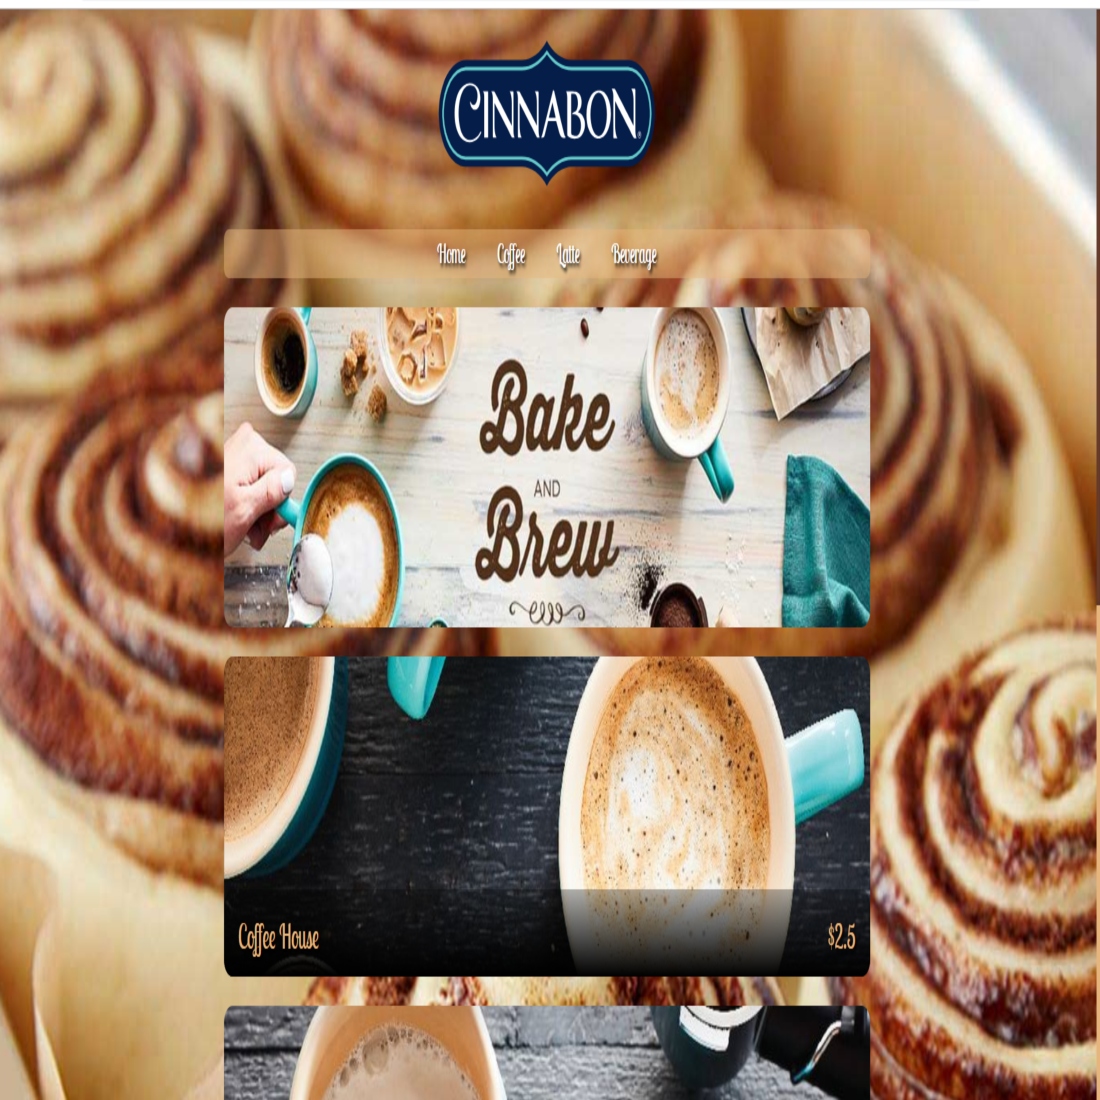 CINNABON®
Home Coffee Latte Beverage
Bake
AND
Brew
Coffee House $2.5